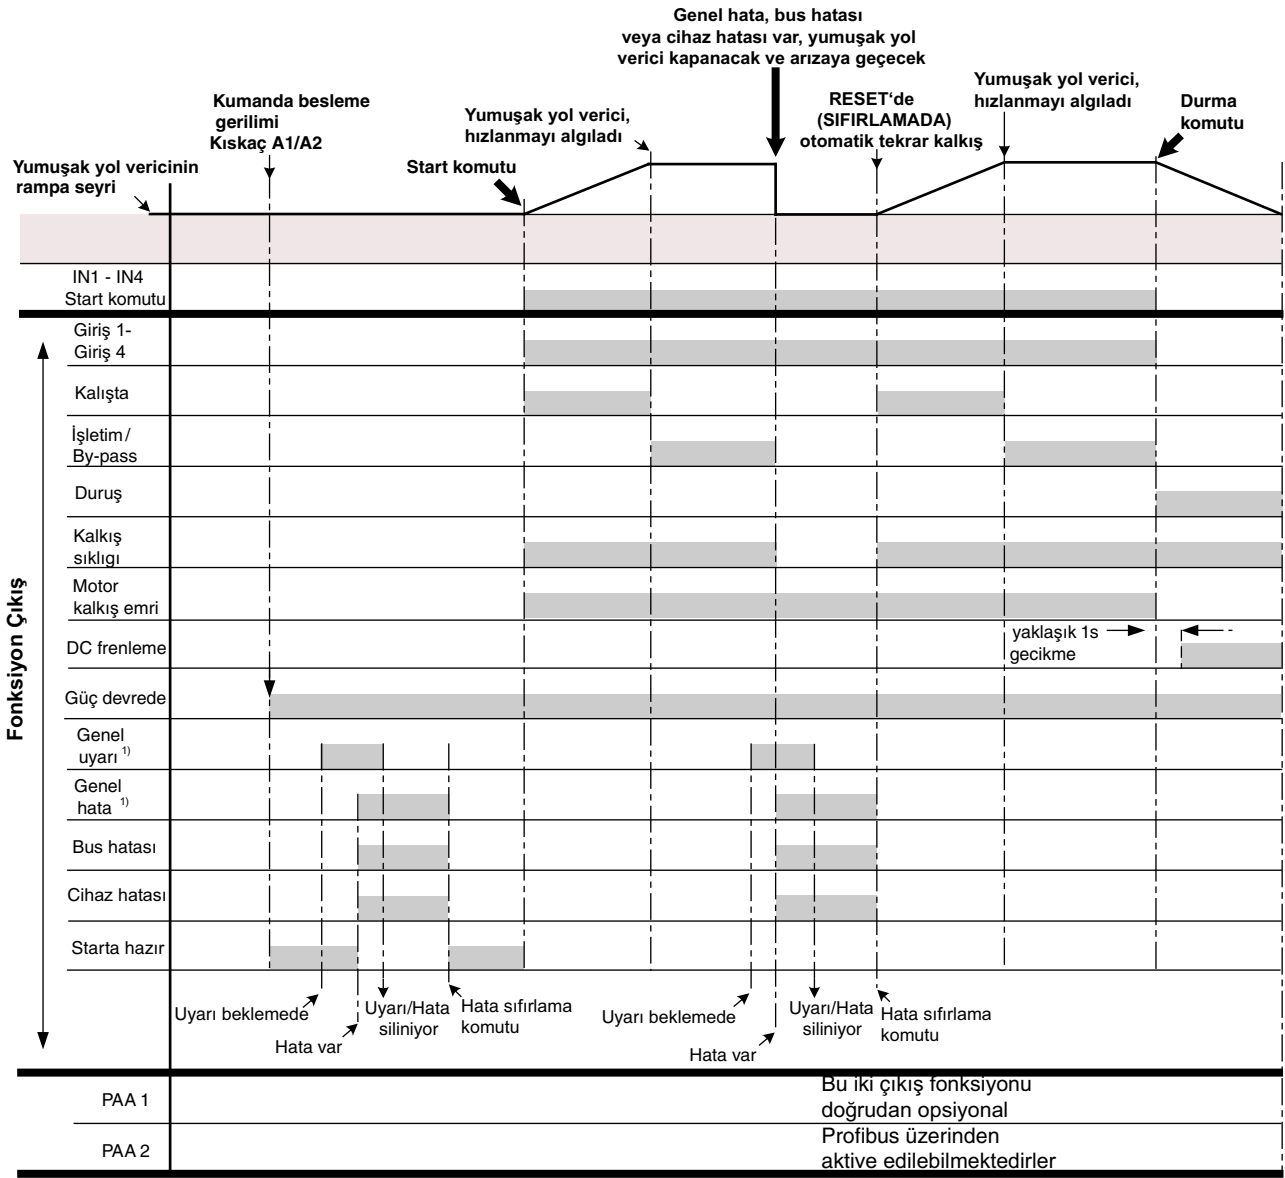 Genel hata, bus hatası
veya cihaz hatası var, yumuşak yol
verici kapanacak ve arızaya geçecek
Kumanda besleme
gerilimi
Kıskaç A1/A2
Yumuşak yol verici,
hızlanmayı algıladı
RESET‘de
(SIFIRLAMADA)
otomatik tekrar kalkış
Yumuşak yol verici,
hızlanmayı algıladı
Durma
komutu
Yumuşak yol vericinin
rampa seyri
Start komutu
IN1 - IN4
Start komutu
Fonksiyon Çıkış
Giriş 1-
Giriş 4
Kalışta
İşletim/
By-pass
Duruş
Kalkış
sıklıgı
Motor
kalkış emri
DC frenleme
yaklaşık 1s
gecikme
Güç devrede
Genel
uyarı 1)
Genel
hata 1)
Bus hatası
Cihaz hatası
Starta hazır
Uyarı beklemede
Hata var
Uyarı/Hata
siliniyor
Hata sıfırlama
komutu
Uyarı beklemede
Hata var
Uyarı/Hata
siliniyor
Hata sıfırlama
komutu
PAA 1
Bu iki çıkış fonksiyonu
doğrudan opsiyonal
PAA 2
Profibus üzerinden
aktive edilebilmektedirler